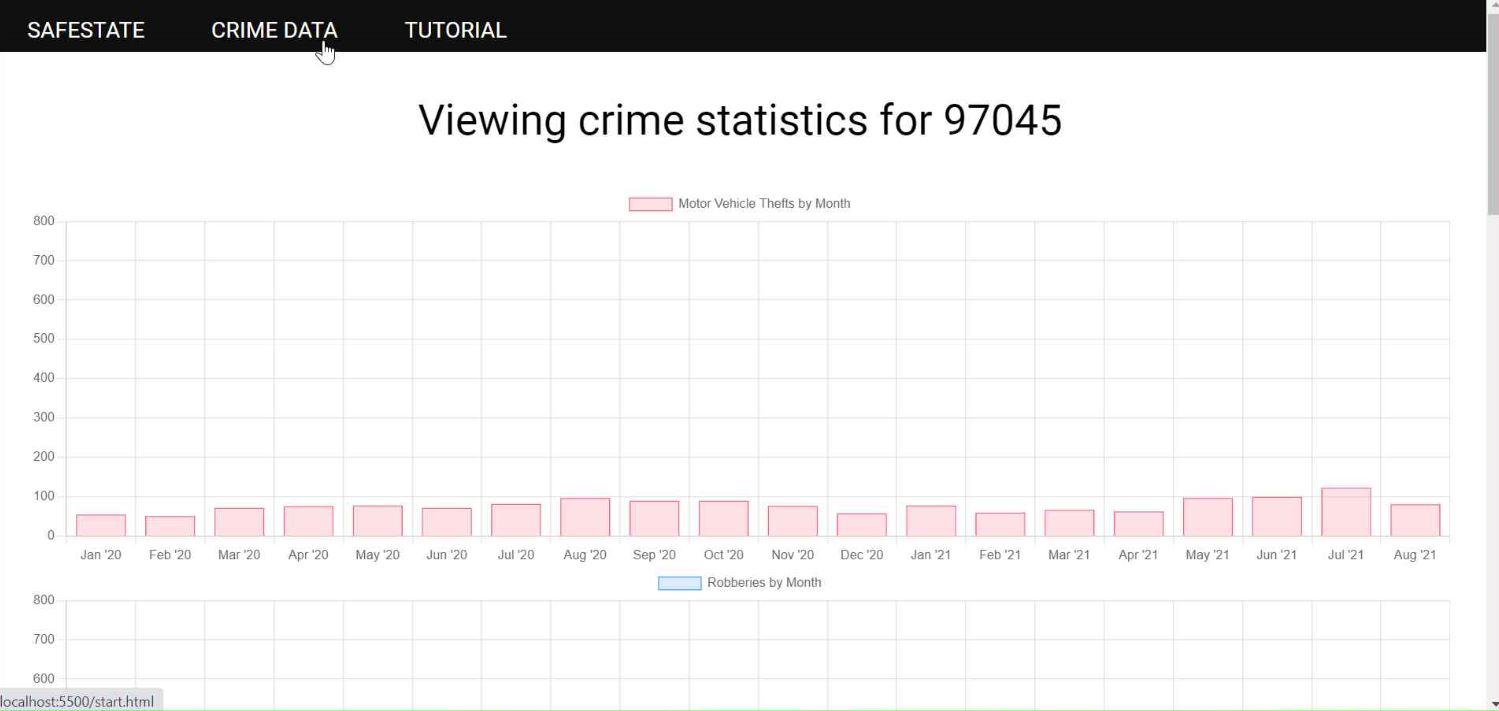 SAFESTATE CRIME DATA TUTORIAL
Viewing crime statistics for 97045
Motor Vehicle Thefts by Month
800
700
600
500
400
300
200
100
0
Jan '20 Feb '20 Mar '20 Apr '20 May '20 Jun '20 Jul '20 Aug '20 Sep '20 Oct '20 Nov '20 Dec '20 Jan '21 Feb '21 Mar '21 Apr '21 May '21 Jun '21 Jul '21 Aug '21
Robberies by Month
800
700
600
localhost:5500/start.html